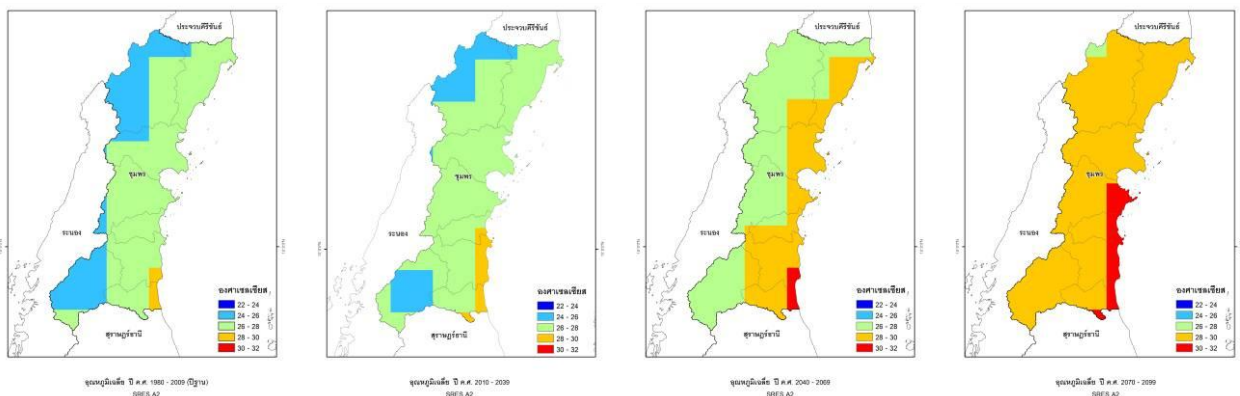 ประจวบคีรีขันธ์
ชุมพร
ระนอง
สุราษฎร์ธานี
องศาเซลเซียส
22 - 24
24 - 26
26 - 28
28 - 30
30 - 32
อุณหภูมิเฉลี่ย ปี ค.ศ. 1980 - 2009 (ปีฐาน)
SRES A2
ประจวบคีรีขันธ์
ชุมพร
ระนอง
สุราษฎร์ธานี
องศาเซลเซียส
22 - 24
24 - 26
26 - 28
28 - 30
30 - 32
อุณหภูมิเฉลี่ย ปี ค.ศ. 2010 - 2039
SRES A2
ประจวบคีรีขันธ์
ชุมพร
ระนอง
สุราษฎร์ธานี
องศาเซลเซียส
22 - 24
24 - 26
26 - 28
28 - 30
30 - 32
อุณหภูมิเฉลี่ย ปี ค.ศ. 2040 - 2069
SRES A2
ประจวบคีรีขันธ์
ชุมพร
ระนอง
สุราษฎร์ธานี
องศาเซลเซียส
22 - 24
24 - 26
26 - 28
28 - 30
30 - 32
อุณหภูมิเฉลี่ย ปี ค.ศ. 2070 - 2099
SRES A2